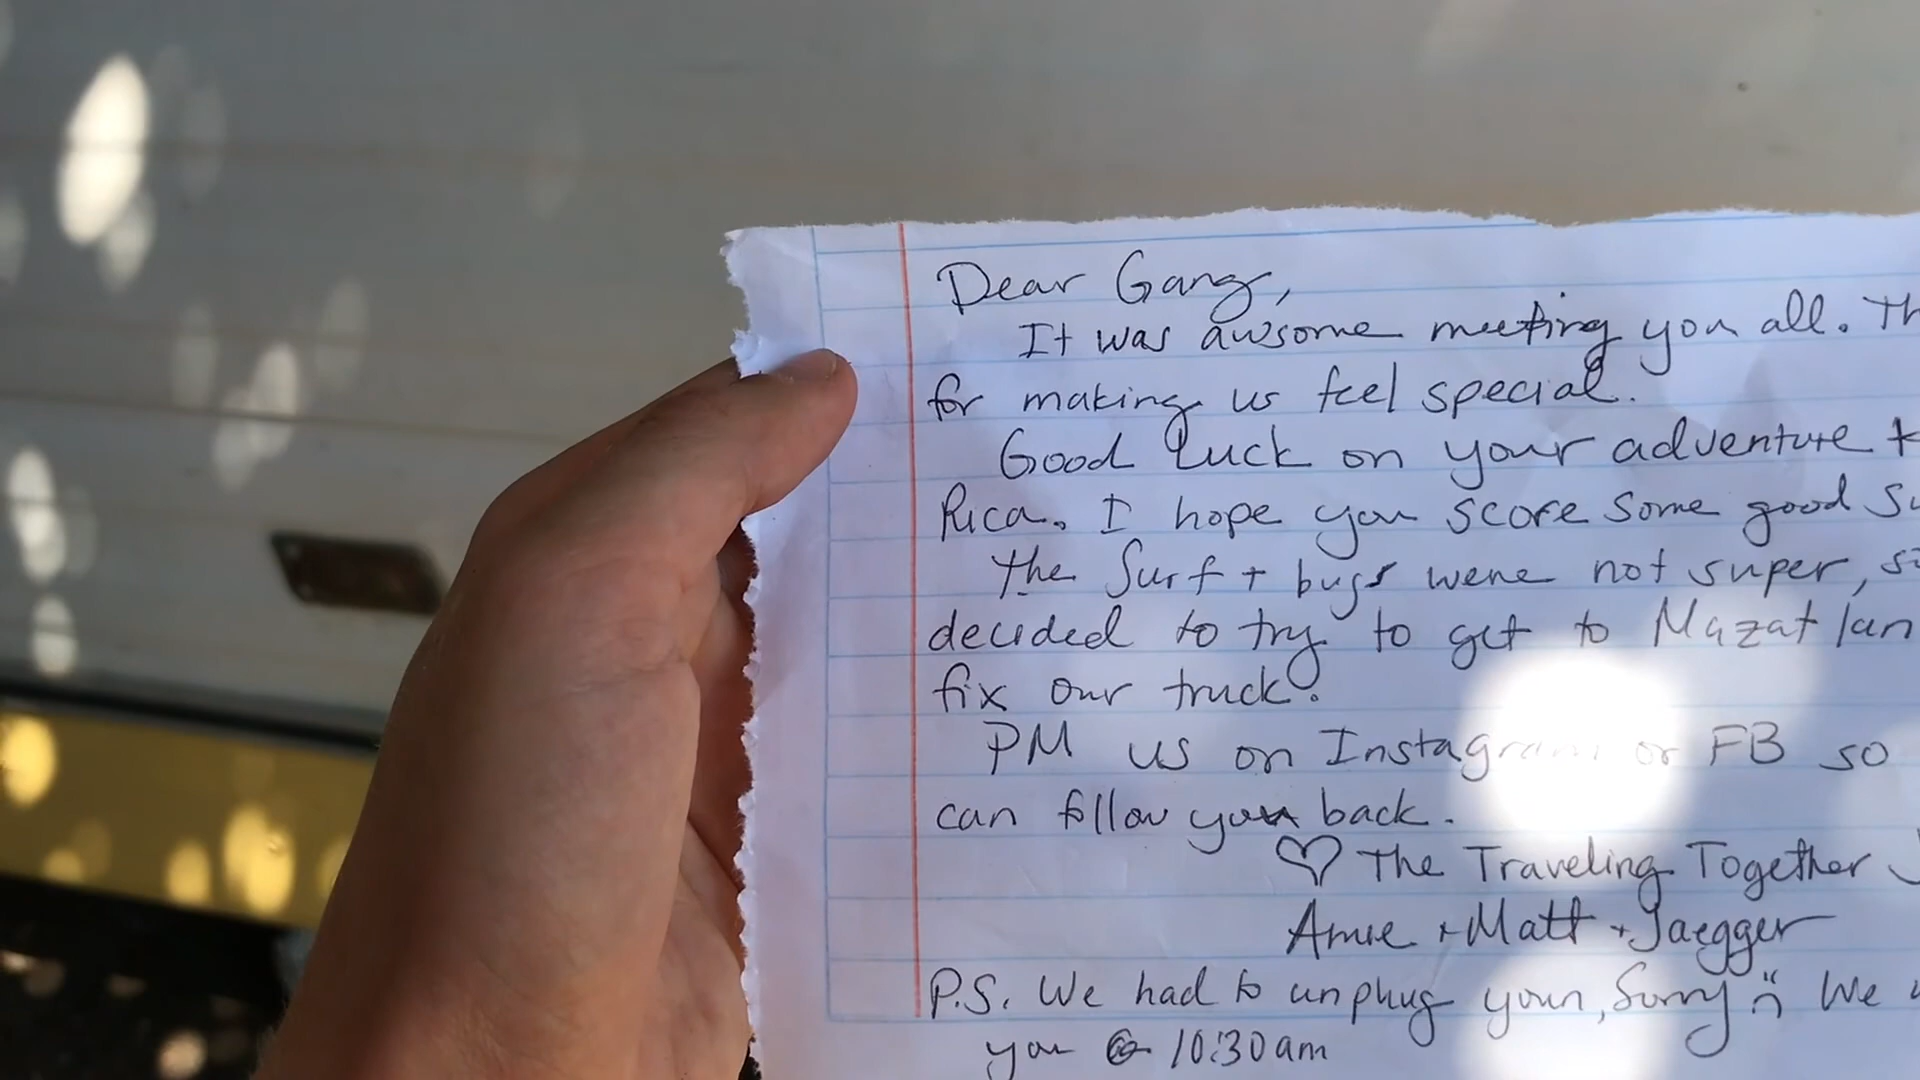 Dear Gang,
It was awsome meeting you all. Th
for making us feel special.
Good Luck on your adventure t
Rica. I hope you score some good su
The Surf + bugs were not super, so
decided to try to get to Mazatlan
fix our truck.
PM us on Instagram or FB so
can follow you back.
♡ The Traveling Together J
Amie + Matt + Jaegger
P.S. We had to unplug your, Sorry :( We w
you @ 10:30am